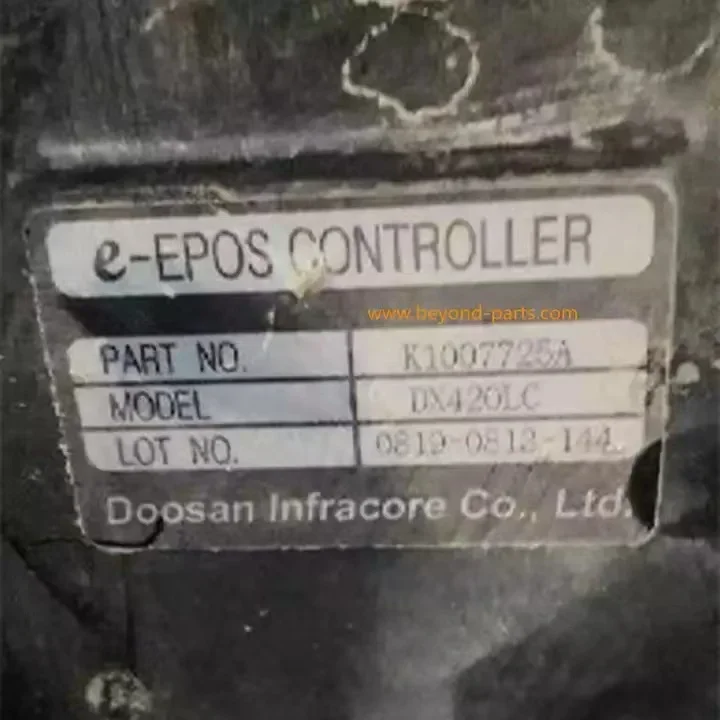 e-EPOS CONTROLLER
www.beyond-parts.com
PART NO. K1007725A
MODEL DX420LC
LOT NO. 0819-0813-144
Doosan Infracore Co., Ltd.